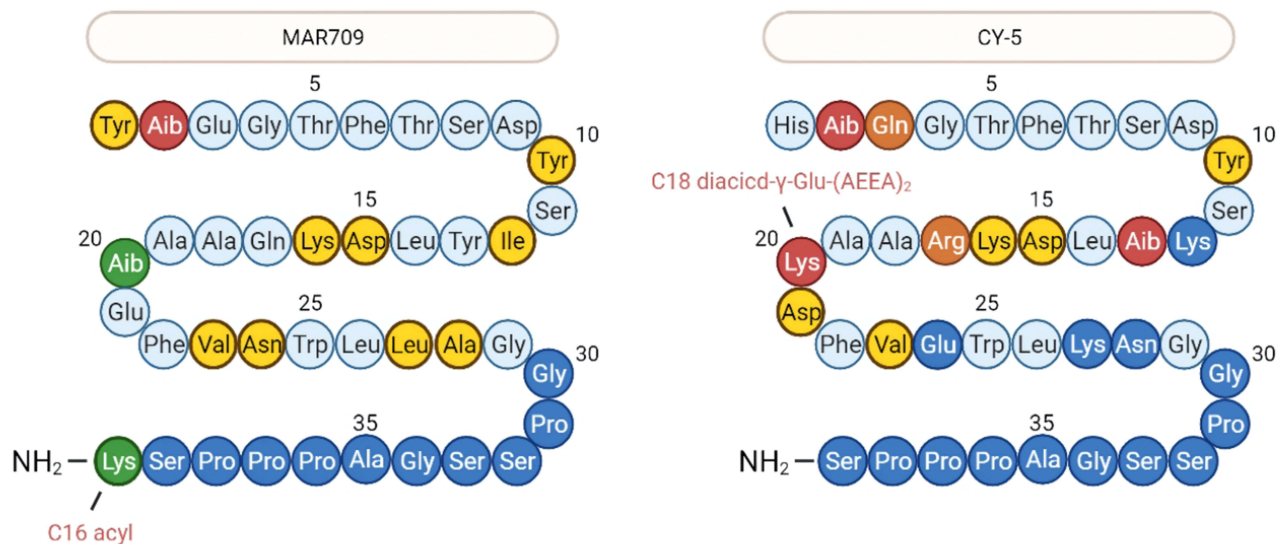 MAR709
5
Tyr Aib Glu Gly Thr Phe Thr Ser Asp
10
Tyr
Ser
15
20
Ala Ala Gln Lys Asp Leu Tyr Ile
Aib
Glu
25
Phe Val Asn Trp Leu Leu Ala Gly
30
Gly
Pro
35
NH₂ Lys Ser Pro Pro Pro Ala Gly Ser Ser
C16 acyl
CY-5
5
His Aib Gln Gly Thr Phe Thr Ser Asp
10
Tyr
C18 diacicd-γ-Glu-(AEEA)₂
Ser
15
20
Ala Ala Arg Lys Asp Leu Aib Lys
Lys
Asp
25
Phe Val Glu Trp Leu Lys Asn Gly
30
Gly
Pro
35
NH₂ Ser Pro Pro Pro Ala Gly Ser Ser